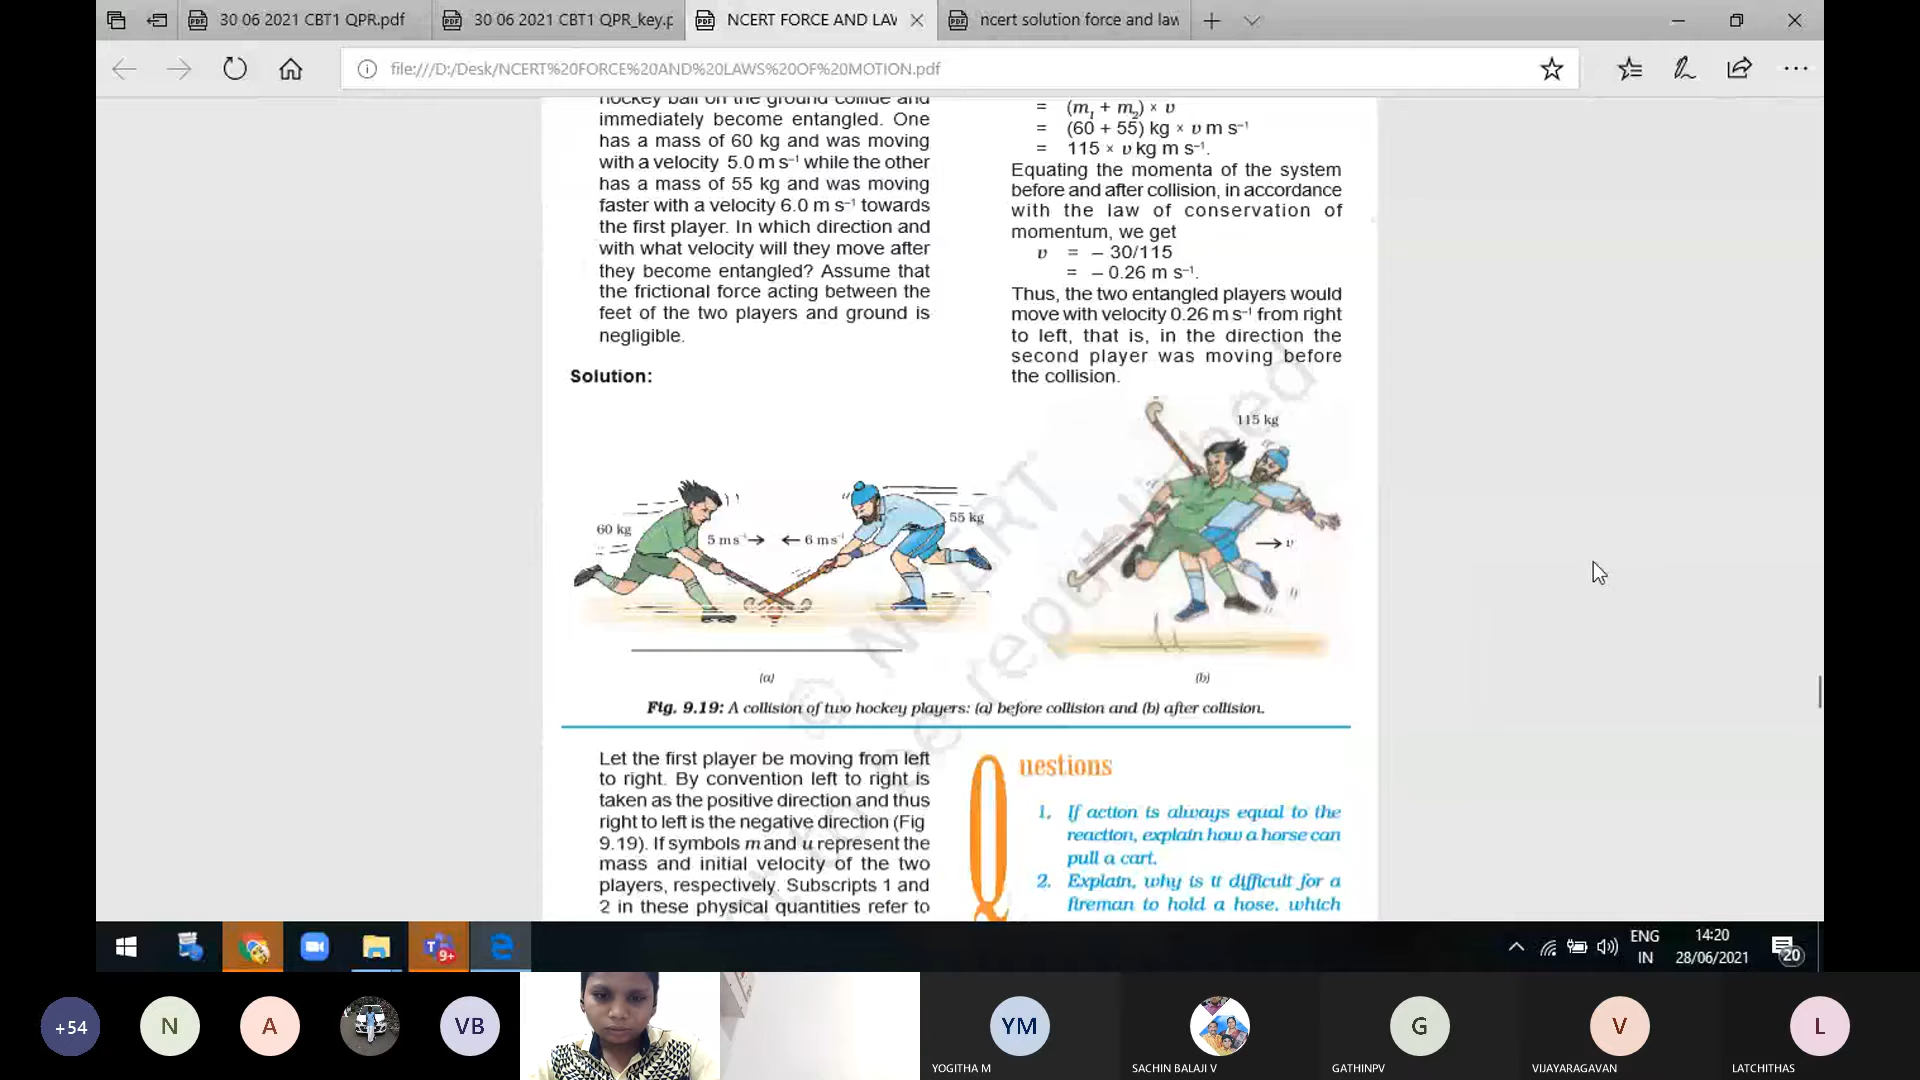 30 06 2021 CBT1 QPR.pdf
30 06 2021 CBT1 QPR_key.p
NCERT FORCE AND LAW
ncert solution force and law
file:///D:/Desk/NCERT%20FORCE%20AND%20LAWS%20OF%20MOTION.pdf
hockey ball on the ground collide and
immediately become entangled. One
has a mass of 60 kg and was moving
with a velocity 5.0 m s⁻¹ while the other
has a mass of 55 kg and was moving
faster with a velocity 6.0 m s⁻¹ towards
the first player. In which direction and
with what velocity will they move after
they become entangled? Assume that
the frictional force acting between the
feet of the two players and ground is
negligible.
Solution:
= (m₁ + m₂) × v
= (60 + 55) kg × v m s⁻¹
= 115 × v kg m s⁻¹.
Equating the momenta of the system
before and after collision, in accordance
with the law of conservation of
momentum, we get
v = – 30/115
= – 0.26 m s⁻¹.
Thus, the two entangled players would
move with velocity 0.26 m s⁻¹ from right
to left, that is, in the direction the
second player was moving before
the collision.
60 kg
5 m s⁻¹
6 m s⁻¹
55 kg
115 kg
v
(a)
(b)
Fig. 9.19: A collision of two hockey players: (a) before collision and (b) after collision.
Let the first player be moving from left
to right. By convention left to right is
taken as the positive direction and thus
right to left is the negative direction (Fig
9.19). If symbols m and u represent the
mass and initial velocity of the two
players, respectively. Subscripts 1 and
2 in these physical quantities refer to
Questions
1. If action is always equal to the
reaction, explain how a horse can
pull a cart.
2. Explain, why is it difficult for a
fireman to hold a hose, which
© NCERT
be republished
9+
ENG
IN
14:20
28/06/2021
20
+54
N
A
VB
YM
G
V
L
YOGITHA M
SACHIN BALAJI V
GATHINPV
VIJAYARAGAVAN
LATCHITHAS